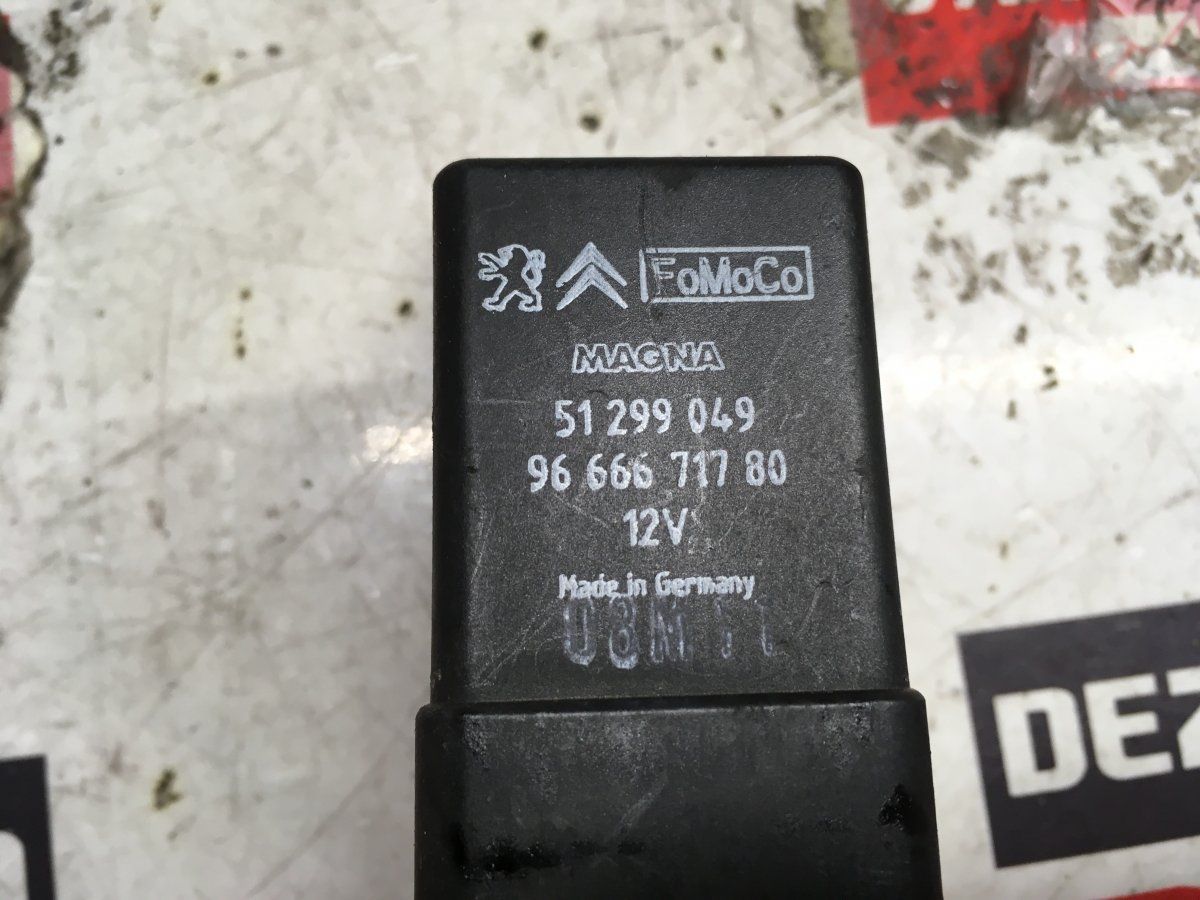 FoMoCo
MAGNA
51 299 049
96 666 717 80
12V
Made in Germany
DEZ